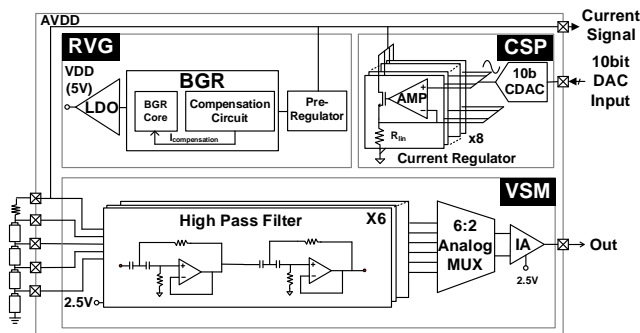 AVDD
RVG
CSP
Current
Signal
VDD
(5V)
LDO
BGR
BGR
Core
Compensation
Circuit
Icompensation
Pre-
Regulator
AMP
10b
CDAC
10bit
DAC
Input
Rlin
x8
Current Regulator
VSM
High Pass Filter
X6
2.5V
6:2
Analog
MUX
IA
2.5V
Out